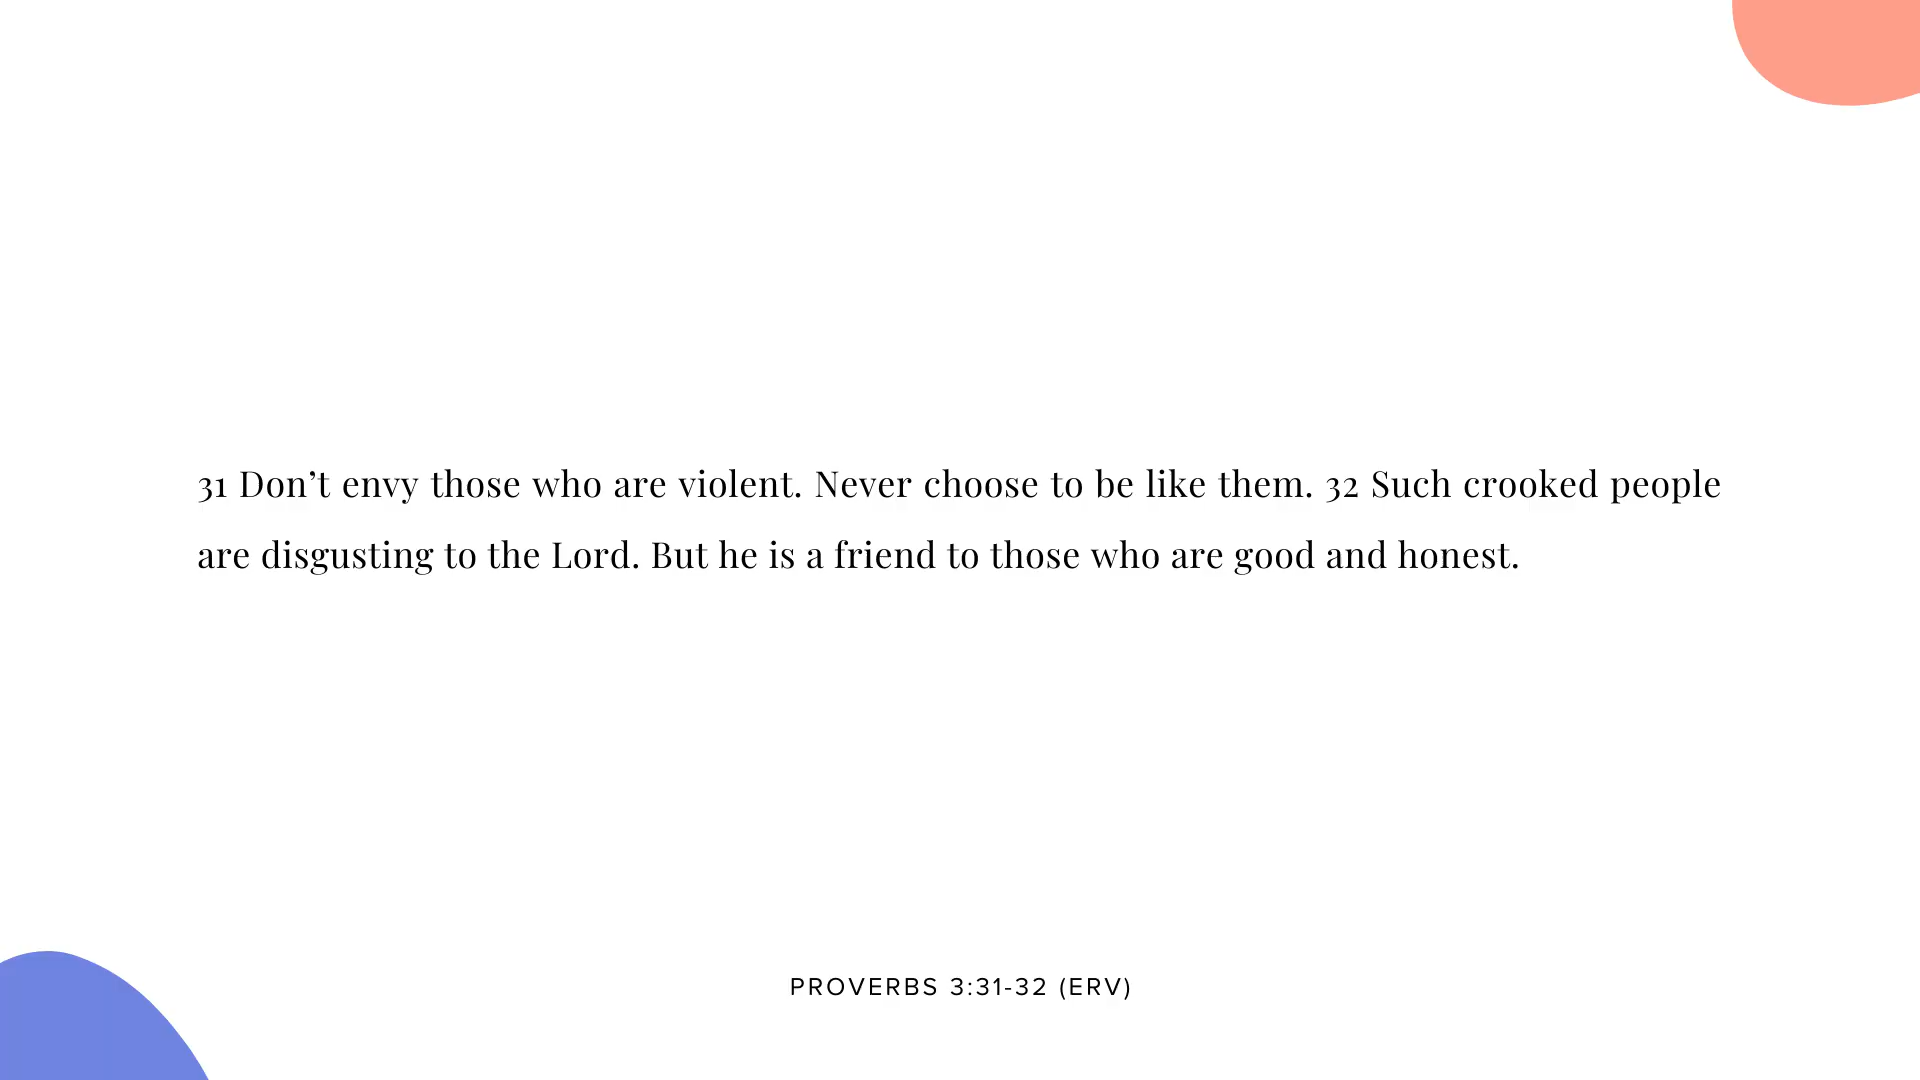 31 Don’t envy those who are violent. Never choose to be like them. 32 Such crooked people
are disgusting to the Lord. But he is a friend to those who are good and honest.
PROVERBS 3:31-32 (ERV)